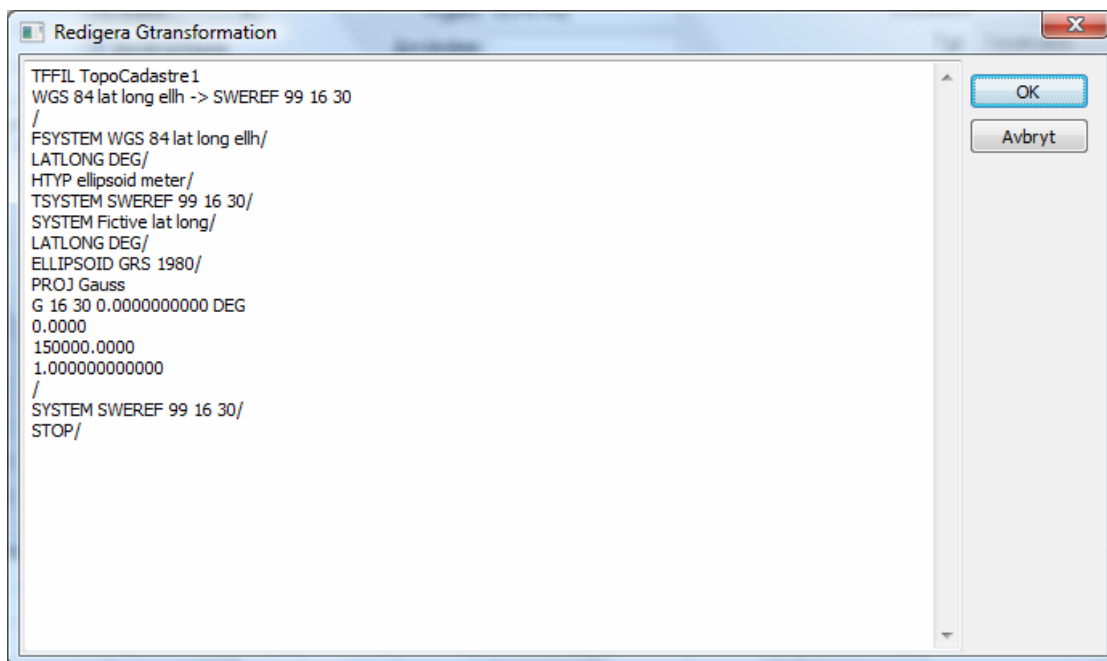 Redigera Gtransformation
TFFIL TopoCadastre1
WGS 84 lat long ellh -> SWEREF 99 16 30
/
FSYSTEM WGS 84 lat long ellh/
LATLONG DEG/
HTYP ellipsoid meter/
TSYSTEM SWEREF 99 16 30/
SYSTEM Fictive lat long/
LATLONG DEG/
ELLIPSOID GRS 1980/
PROJ Gauss
G 16 30 0.0000000000 DEG
0.0000
150000.0000
1.000000000000
/
SYSTEM SWEREF 99 16 30/
STOP/
OK
Avbryt